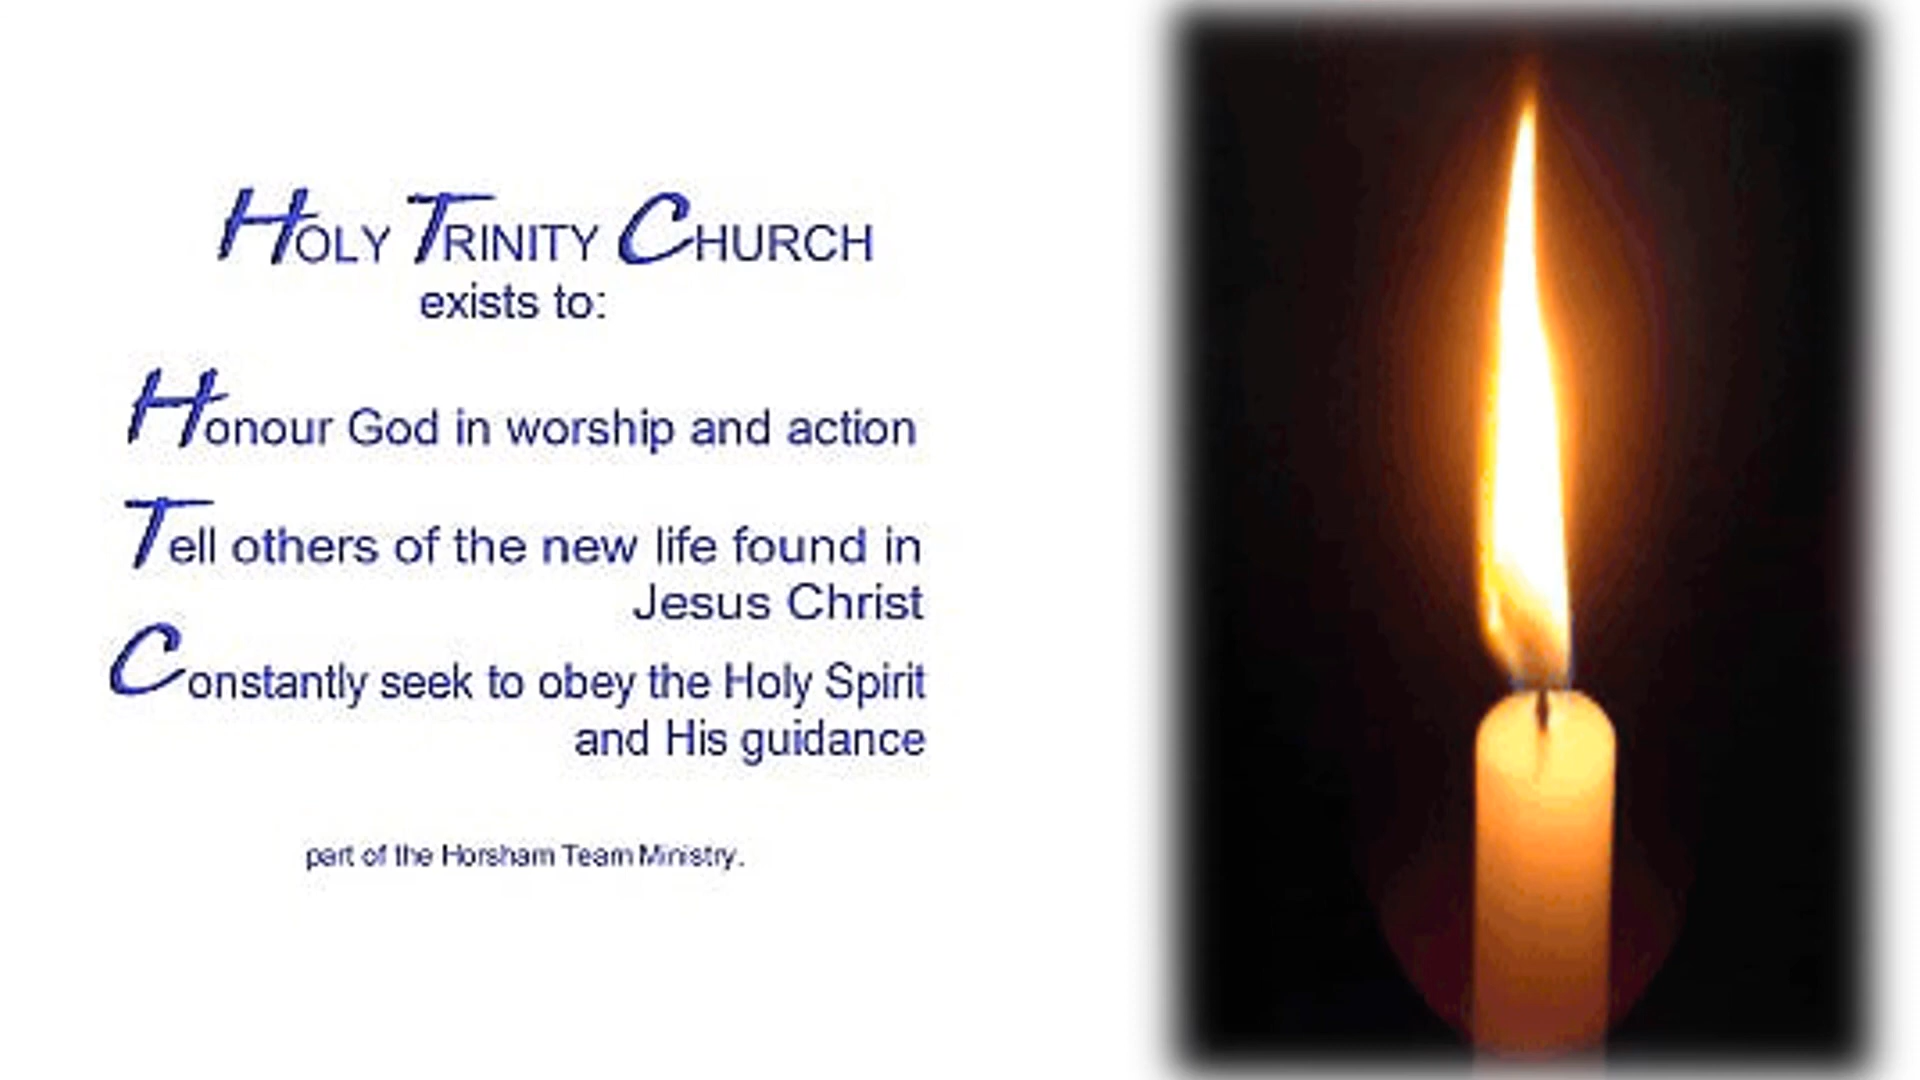 HOLY TRINITY CHURCH
exists to:
Honour God in worship and action
Tell others of the new life found in
Jesus Christ
Constantly seek to obey the Holy Spirit
and His guidance
part of the Horsham Team Ministry.